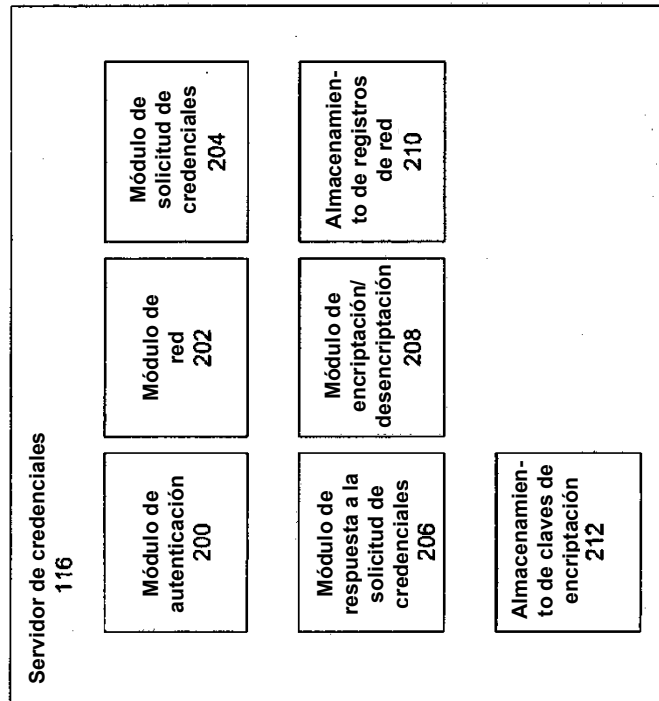 Servidor de credenciales
116
Módulo de
autenticación
200
Módulo de
red
202
Módulo de
solicitud de
credenciales
204
Módulo de
respuesta a la
solicitud de
credenciales
206
Módulo de
encriptación/
desencriptación
208
Almacenamien-
to de registros
de red
210
Almacenamien-
to de claves de
encriptación
212